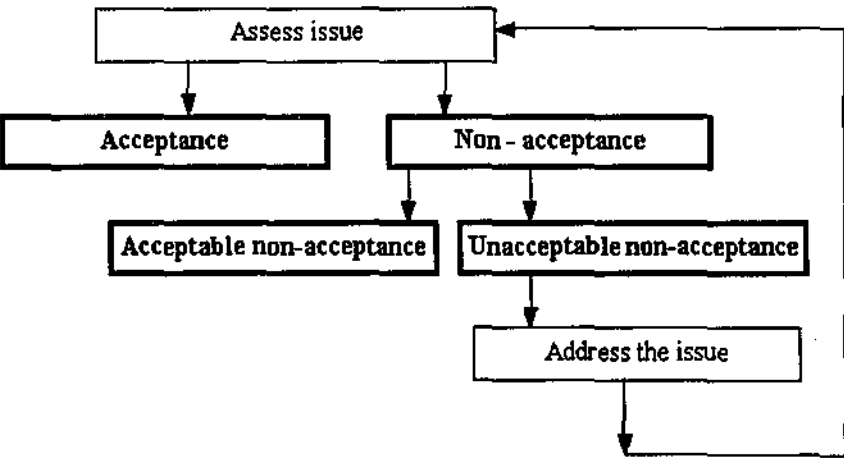 Assess issue
Acceptance
Non - acceptance
Acceptable non-acceptance
Unacceptable non-acceptance
Address the issue